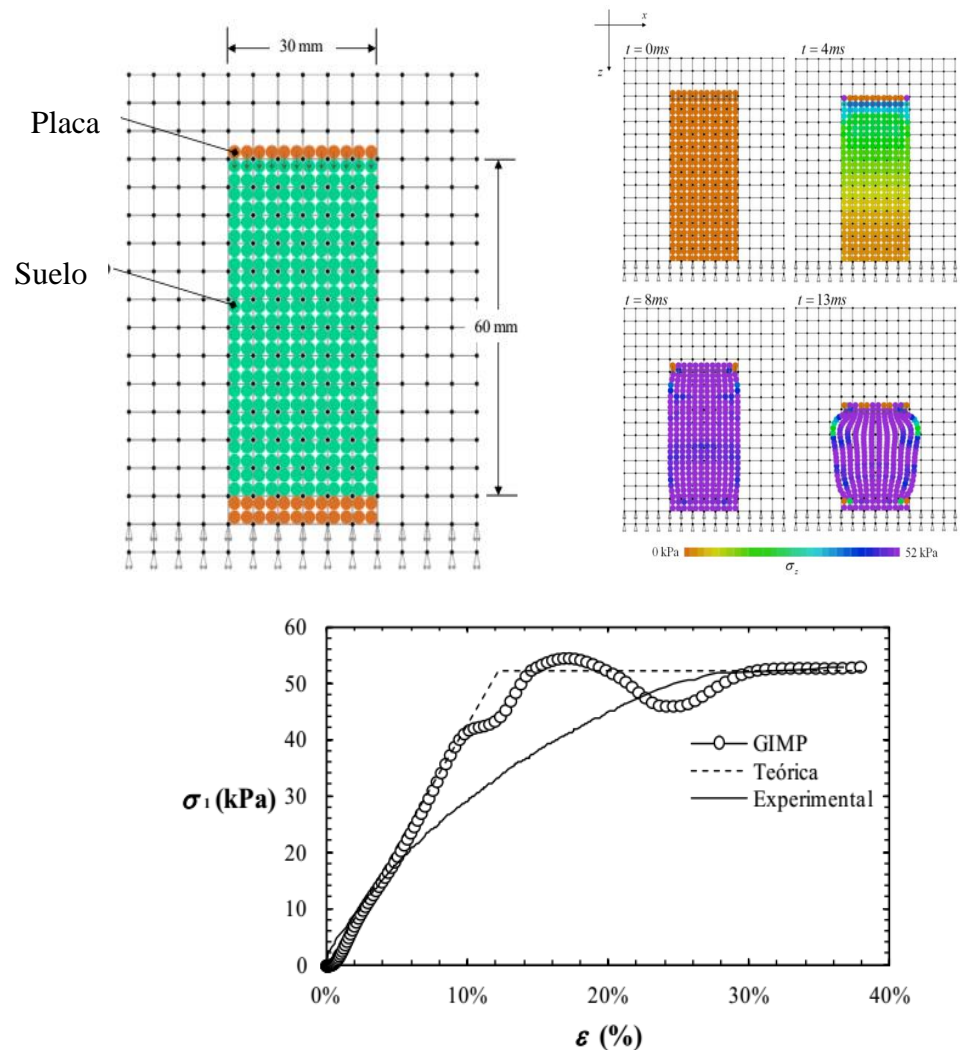 30 mm
Placa
Suelo
60 mm
x
z
t = 0ms
t = 4ms
t = 8ms
t = 13ms
0 kPa
52 kPa
σz
60
50
40
30
20
10
0
σ1 (kPa)
GIMP
Teórica
Experimental
0%
10%
20%
30%
40%
ε (%)